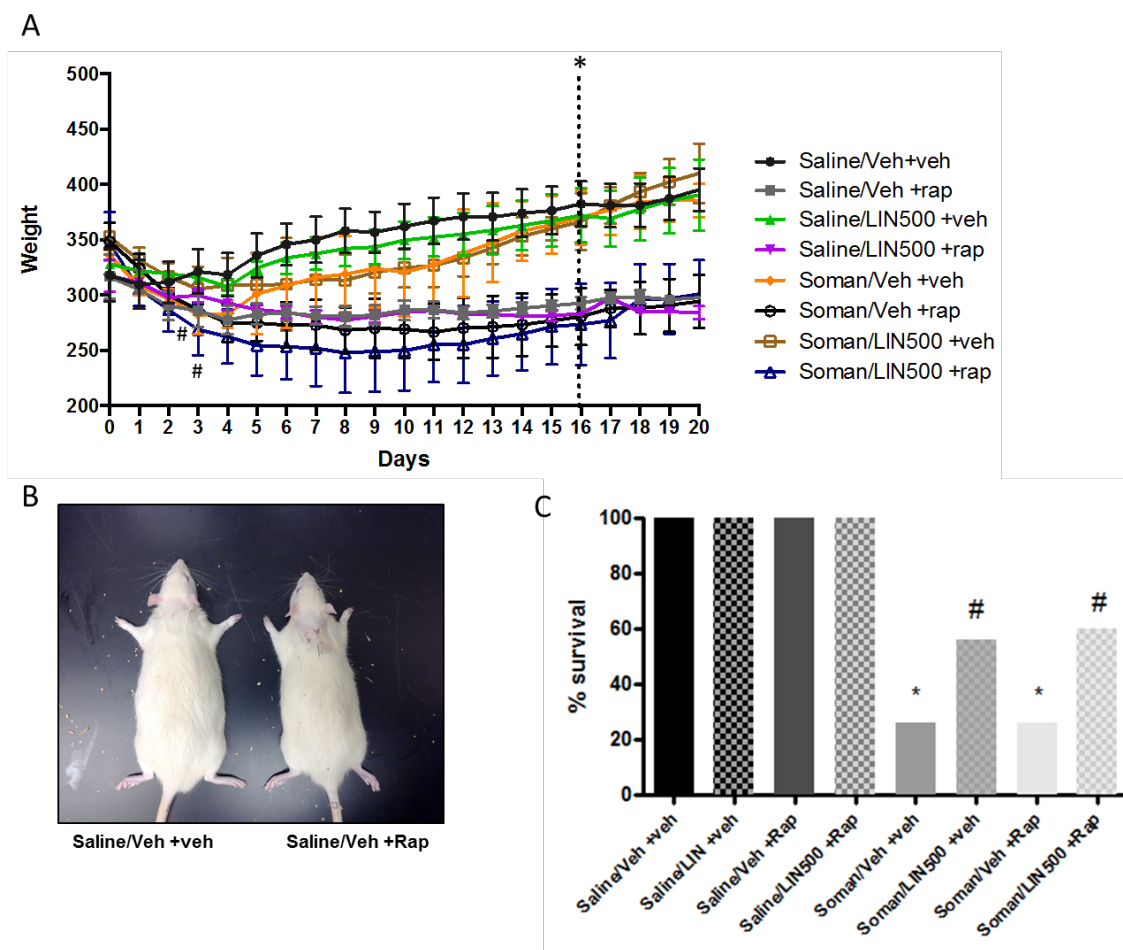 A
*
500
450
400
350
300
250
200
Weight
#
#
0 1 2 3 4 5 6 7 8 9 10 11 12 13 14 15 16 17 18 19 20
Days
Saline/Veh+veh
Saline/Veh +rap
Saline/LIN500 +veh
Saline/LIN500 +rap
Soman/Veh +veh
Soman/Veh +rap
Soman/LIN500 +veh
Soman/LIN500 +rap
B
Saline/Veh +veh Saline/Veh +Rap
C
100
80
60
40
20
0
% survival
* # * #
Saline/Veh +veh
Saline/LIN +veh
Saline/Veh +Rap
Saline/LIN500 +Rap
Soman/Veh +veh
Soman/LIN500 +veh
Soman/Veh +Rap
Soman/LIN500 +Rap